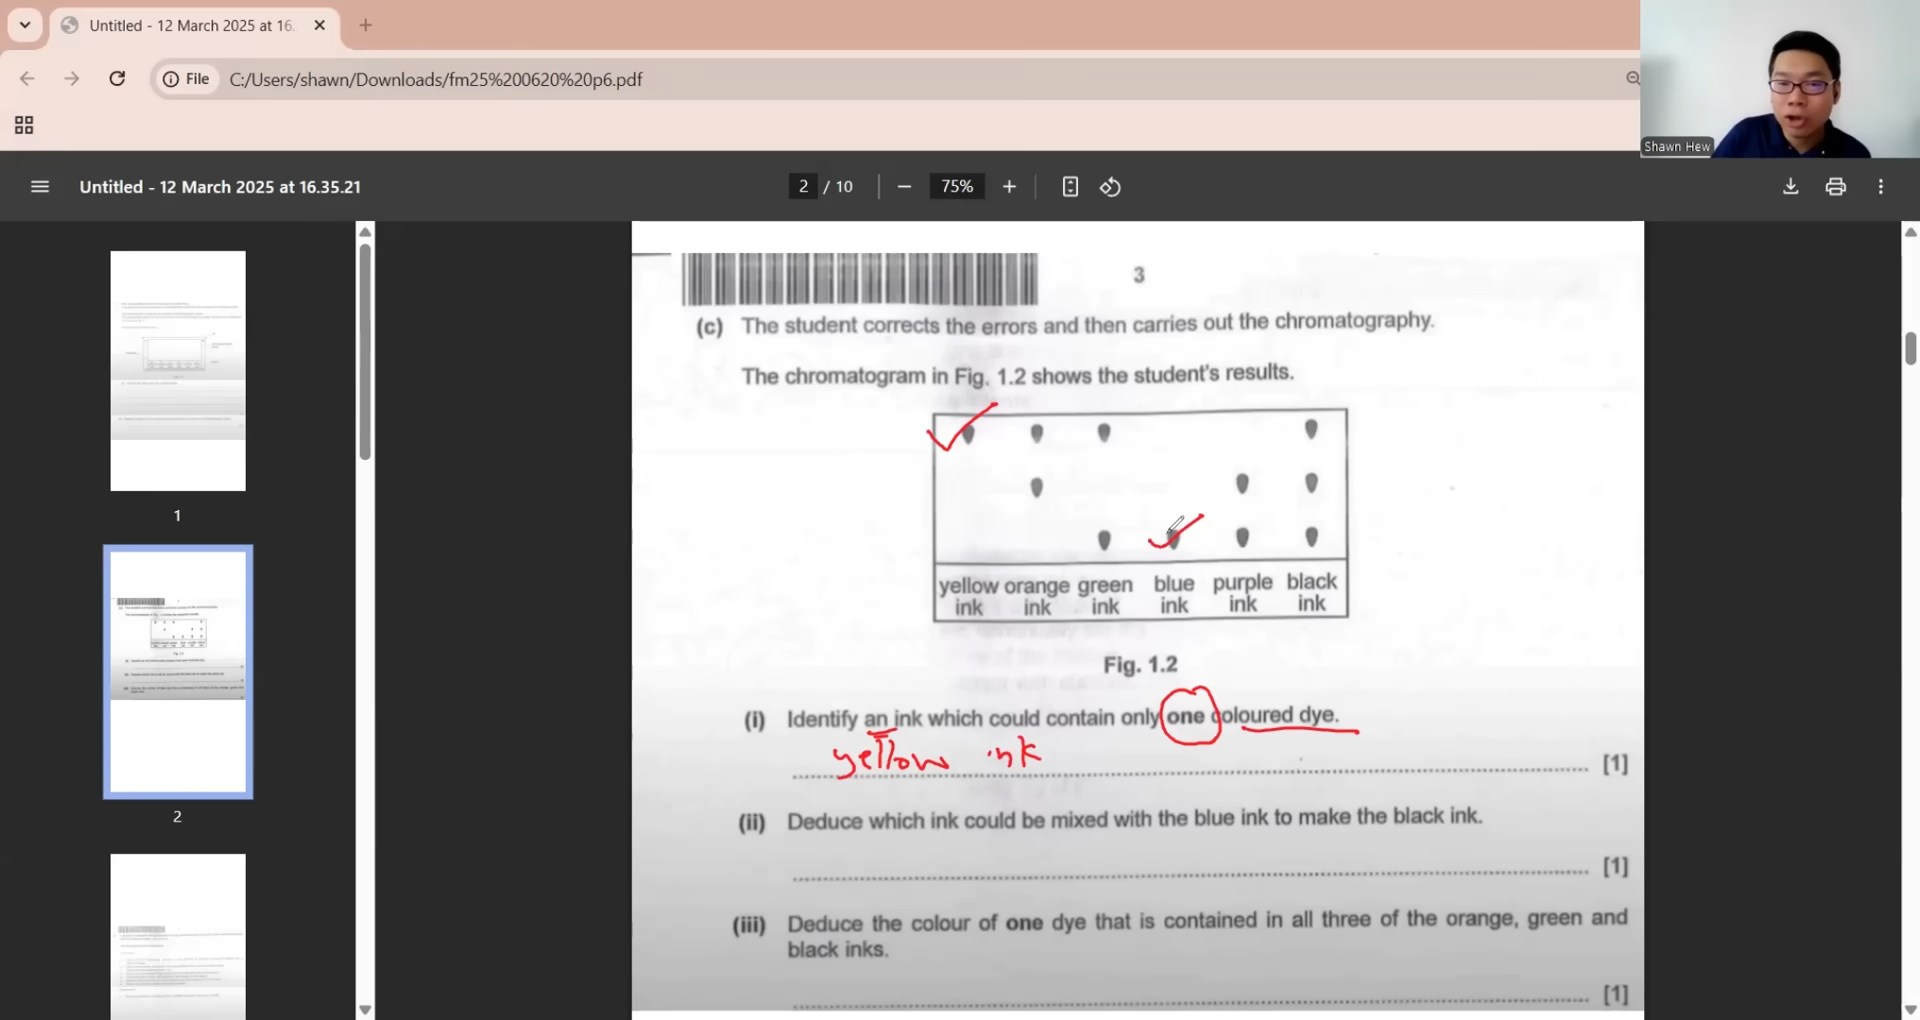 Untitled - 12 March 2025 at 16.
File
C:/Users/shawn/Downloads/fm25%200620%20p6.pdf
Shawn Hew
Untitled - 12 March 2025 at 16.35.21
2 / 10
75%
3
(c) The student corrects the errors and then carries out the chromatography.
The chromatogram in Fig. 1.2 shows the student's results.
yellow orange green blue purple black
ink ink ink ink ink ink
Fig. 1.2
(i) Identify an ink which could contain only one coloured dye.
yellow ink
[1]
(ii) Deduce which ink could be mixed with the blue ink to make the black ink.
[1]
(iii) Deduce the colour of one dye that is contained in all three of the orange, green and
black inks.
[1]
1
2